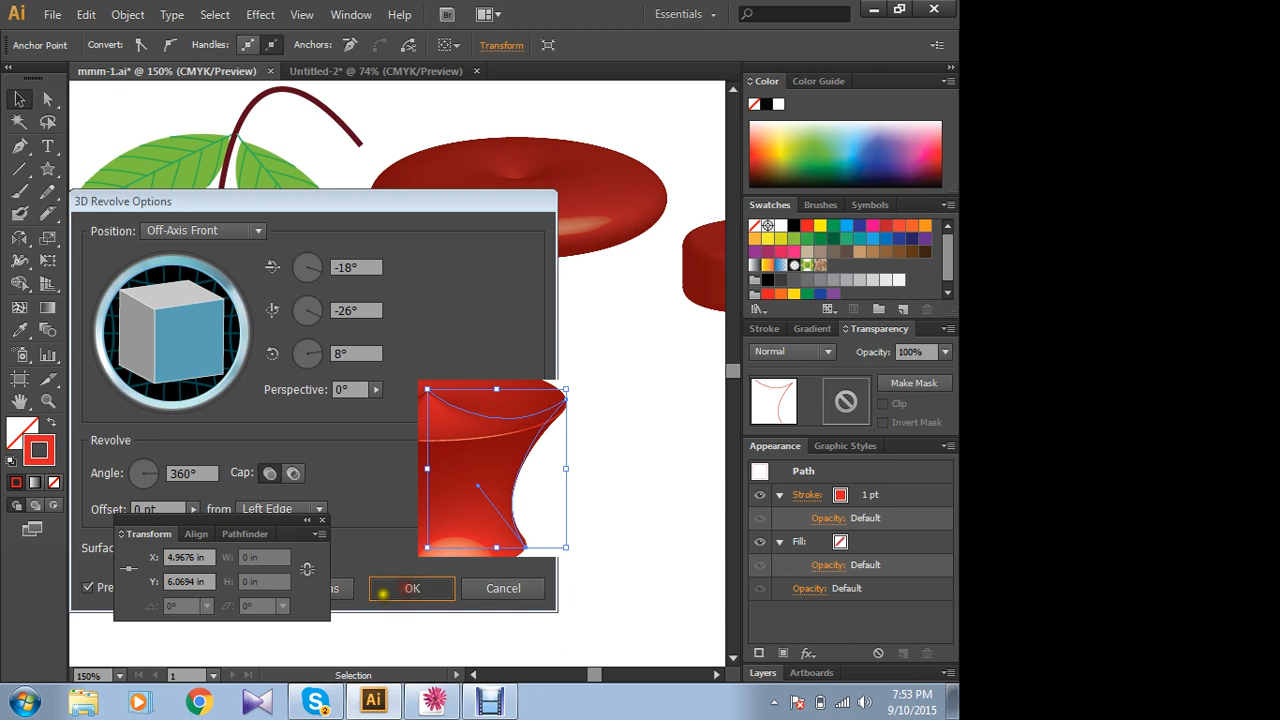 Ai File Edit Object Type Select Effect View Window Help Br Essentials
Anchor Point Convert: Handles: Anchors: Transform
mmm-1.ai* @ 150% (CMYK/Preview) × Untitled-2* @ 74% (CMYK/Preview) ×
Color Color Guide
3D Revolve Options
Position: Off-Axis Front
-18°
-26°
8°
Perspective: 0°
Revolve
Angle: 360° Cap:
Offset: 0 pt from Left Edge
Transform Align Pathfinder
X: 4.9676 in W: 0 in
Y: 6.0694 in H: 0 in
0° 0°
OK Cancel
Swatches Brushes Symbols
Stroke Gradient Transparency
Normal Opacity: 100%
Make Mask
Clip
Invert Mask
Appearance Graphic Styles
Path
Stroke: 1 pt
Opacity: Default
Fill:
Opacity: Default
Opacity: Default
fx
Layers Artboards
150% 1 Selection
S 2 Ai
7:53 PM
9/10/2015